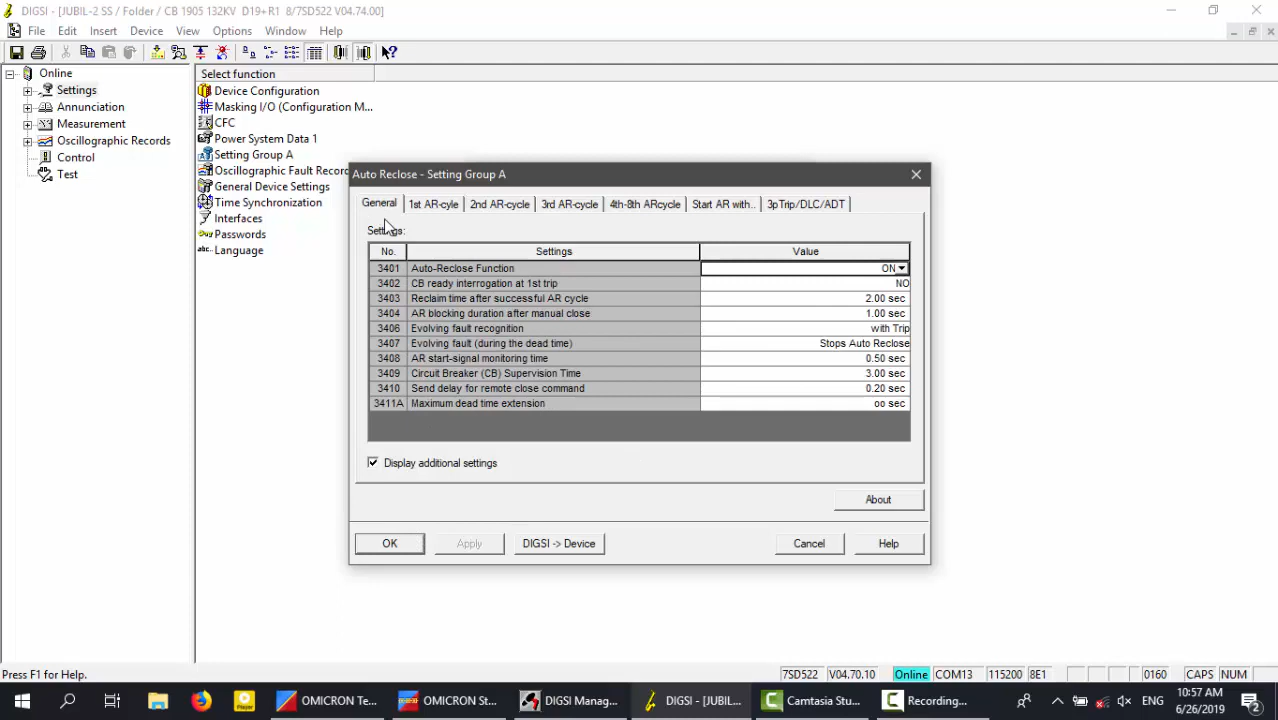 DIGSI - [JUBIL-2 SS / Folder / CB 1905 132KV D19+R1 8/7SD522 V04.74.00]
File Edit Insert Device View Options Window Help
Online
Settings
Annunciation
Measurement
Oscillographic Records
Control
Test
Select function
Device Configuration
Masking I/O (Configuration M...
CFC
Power System Data 1
Setting Group A
Oscillographic Fault Record
General Device Settings
Time Synchronization
Interfaces
Passwords
abc.. Language
Auto Reclose - Setting Group A
General 1st AR-cyle 2nd AR-cycle 3rd AR-cycle 4th-8th ARcycle Start AR with.. 3pTrip/DLC/ADT
Settings:
No. Settings Value
3401 Auto-Reclose Function ON
3402 CB ready interrogation at 1st trip NO
3403 Reclaim time after successful AR cycle 2.00 sec
3404 AR blocking duration after manual close 1.00 sec
3406 Evolving fault recognition with Trip
3407 Evolving fault (during the dead time) Stops Auto Reclose
3408 AR start-signal monitoring time 0.50 sec
3409 Circuit Breaker (CB) Supervision Time 3.00 sec
3410 Send delay for remote close command 0.20 sec
3411A Maximum dead time extension oo sec
Display additional settings
About
OK Apply DIGSI -> Device Cancel Help
Press F1 for Help. 7SD522 V04.70.10 Online COM13 115200 8E1 0160 CAPS NUM
Player OMICRON Te... OMICRON St... DIGSI Manag... DIGSI - [JUBIL... Camtasia Stu... Recording... ENG 10:57 AM
6/26/2019 2